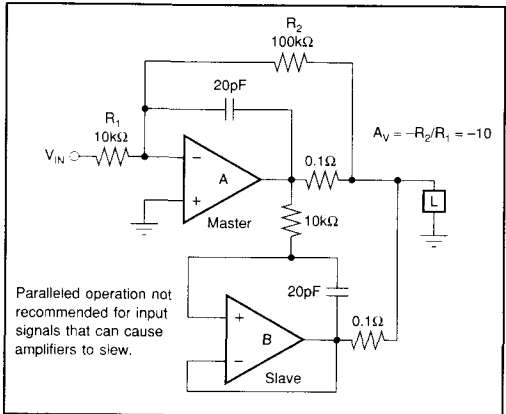 R2
100kΩ
20pF
R1
10kΩ
AV = −R2/R1 = −10
VIN
−
A
+
0.1Ω
L
Master
10kΩ
Paralleled operation not
recommended for input
signals that can cause
amplifiers to slew.
20pF
+
B
−
0.1Ω
Slave